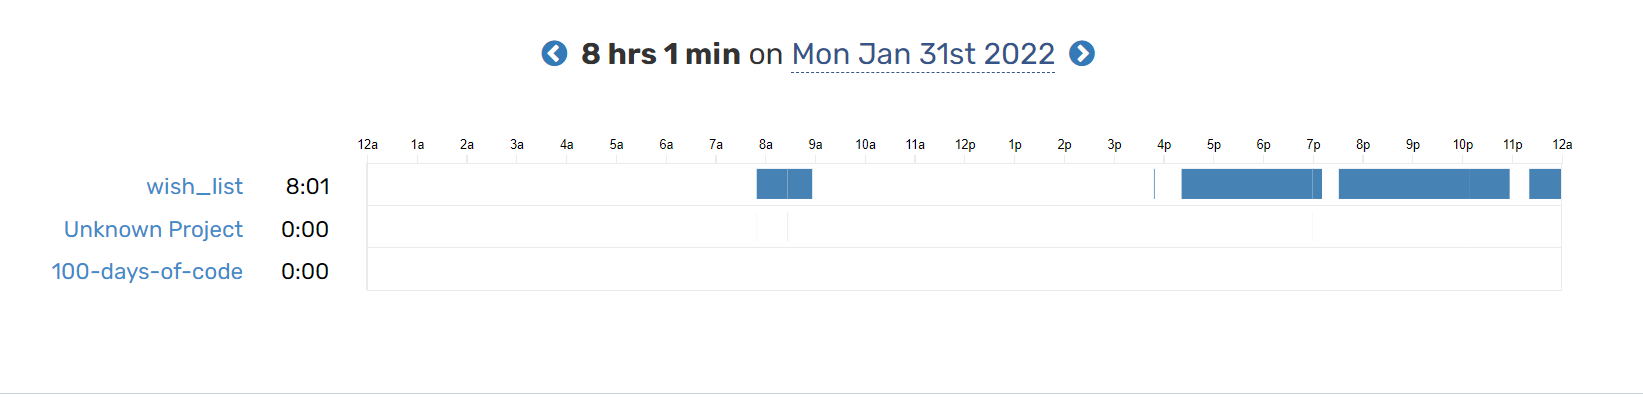 8 hrs 1 min on Mon Jan 31st 2022
12a 1a 2a 3a 4a 5a 6a 7a 8a 9a 10a 11a 12p 1p 2p 3p 4p 5p 6p 7p 8p 9p 10p 11p 12a
wish_list 8:01
Unknown Project 0:00
100-days-of-code 0:00